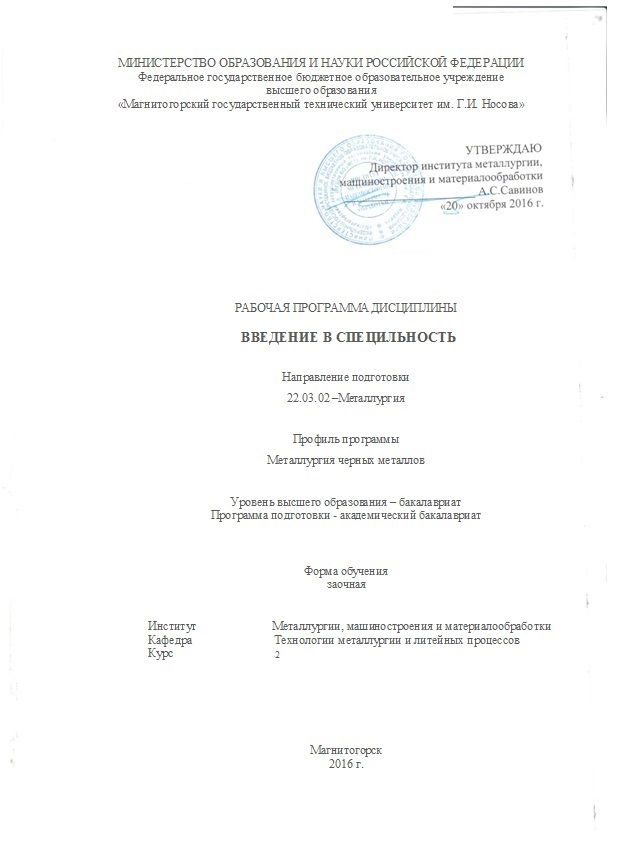 МИНИСТЕРСТВО ОБРАЗОВАНИЯ И НАУКИ РОССИЙСКОЙ ФЕДЕРАЦИИ
Федеральное государственное бюджетное образовательное учреждение
высшего образования
«Магнитогорский государственный технический университет им. Г.И. Носова»
УТВЕРЖДАЮ
Директор института металлургии,
машиностроения и материалообработки
А.С.Савинов
«20» октября 2016 г.
РАБОЧАЯ ПРОГРАММА ДИСЦИПЛИНЫ
ВВЕДЕНИЕ В СПЕЦИЛЬНОСТЬ
Направление подготовки
22.03.02 –Металлургия
Профиль программы
Металлургия черных металлов
Уровень высшего образования – бакалавриат
Программа подготовки - академический бакалавриат
Форма обучения
заочная
Институт Металлургии, машиностроения и материалообработки
Кафедра Технологии металлургии и литейных процессов
Курс 2
Магнитогорск
2016 г.